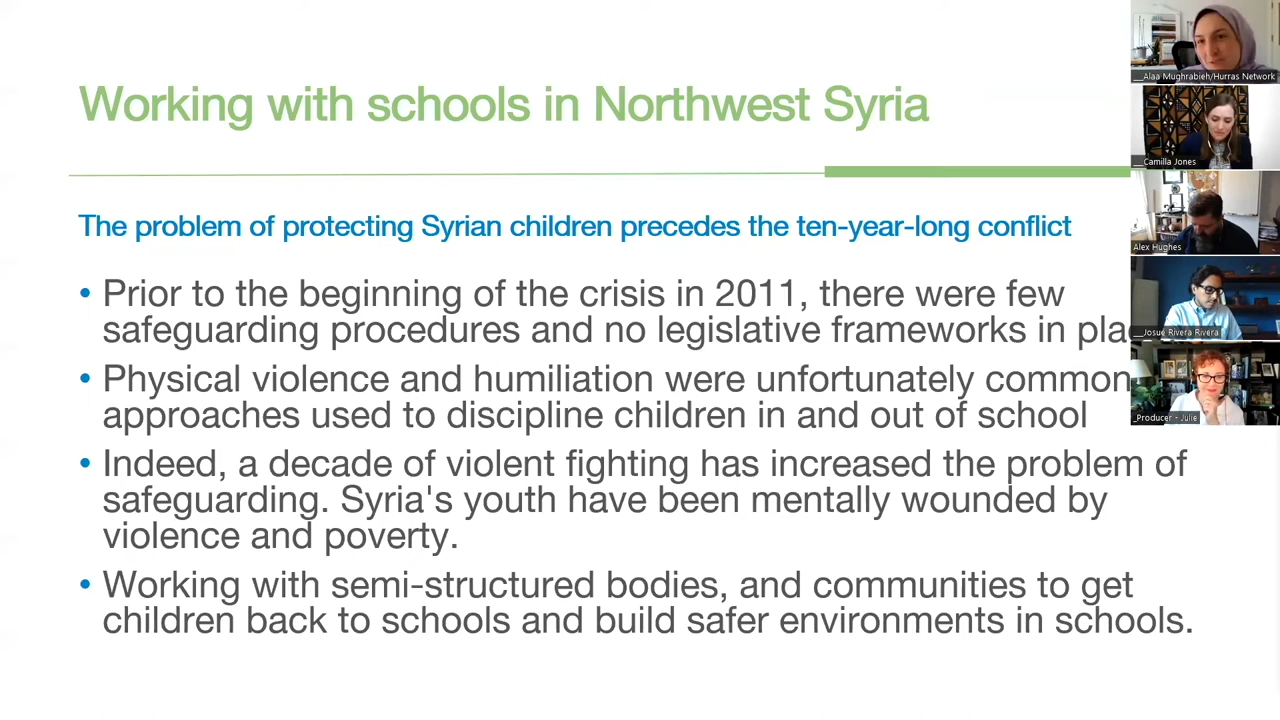 Working with schools in Northwest Syria
The problem of protecting Syrian children precedes the ten-year-long conflict
• Prior to the beginning of the crisis in 2011, there were few
safeguarding procedures and no legislative frameworks in
• Physical violence and humiliation were unfortunately common
approaches used to discipline children in and out of school
• Indeed, a decade of violent fighting has increased the problem of
safeguarding. Syria's youth have been mentally wounded by
violence and poverty.
• Working with semi-structured bodies, and communities to get
children back to schools and build safer environments in schools.
__Alaa Mughrabieh/Hurras Network
__Camilla Jones
Alex Hughes
__Josué Rivera Rivera
_Producer - Julie